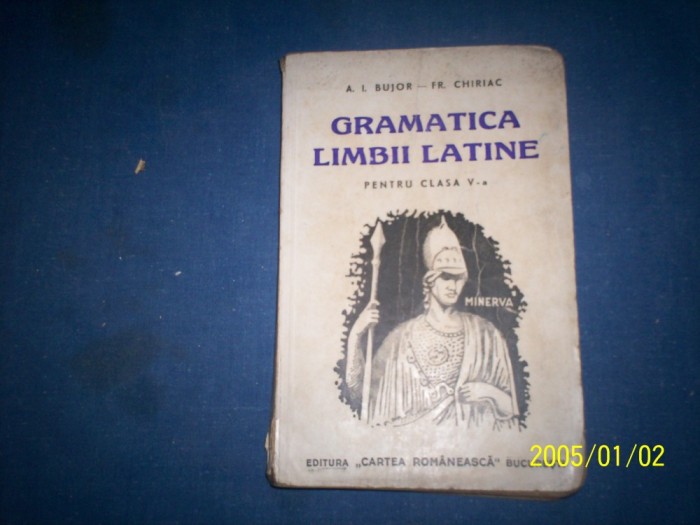 A. I. BUJOR — FR. CHIRIAC
GRAMATICA
LIMBII LATINE
PENTRU CLASA V-a
MINERVA
EDITURA „CARTEA ROMÂNEASCĂ"
2005/01/02